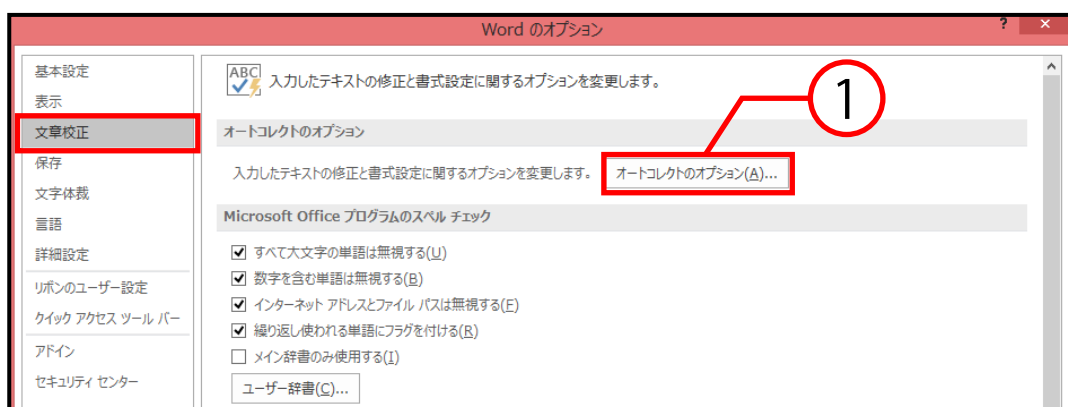 Word のオプション
? ×
基本設定
表示
文章校正
保存
文字体裁
言語
詳細設定
リボンのユーザー設定
クイック アクセス ツール バー
アドイン
セキュリティ センター
ABC 入力したテキストの修正と書式設定に関するオプションを変更します。
1
オートコレクトのオプション
入力したテキストの修正と書式設定に関するオプションを変更します。 オートコレクトのオプション(A)...
Microsoft Office プログラムのスペル チェック
すべて大文字の単語は無視する(U)
数字を含む単語は無視する(B)
インターネット アドレスとファイル パスは無視する(F)
繰り返し使われる単語にフラグを付ける(R)
メイン辞書のみ使用する(I)
ユーザー辞書(C)...